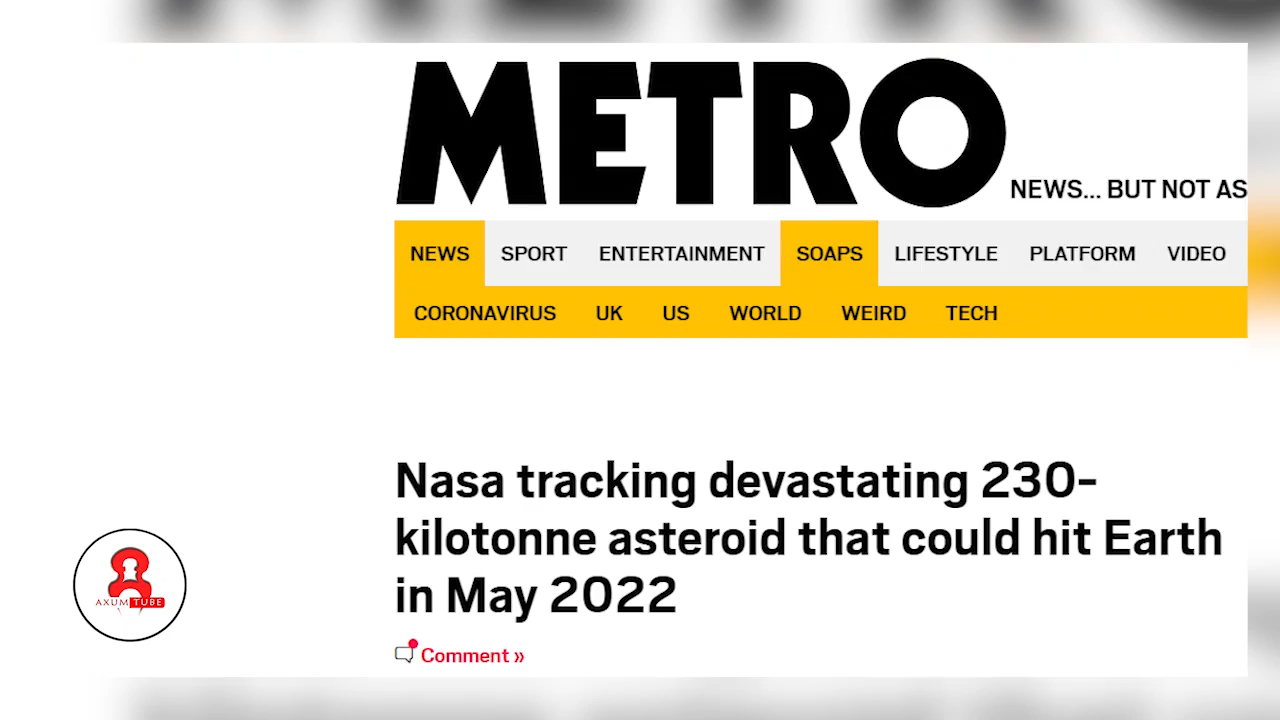 METRO
NEWS... BUT NOT AS
NEWS SPORT ENTERTAINMENT SOAPS LIFESTYLE PLATFORM VIDEO
CORONAVIRUS UK US WORLD WEIRD TECH
Nasa tracking devastating 230-
kilotonne asteroid that could hit Earth
in May 2022
Comment »
AXUM TUBE